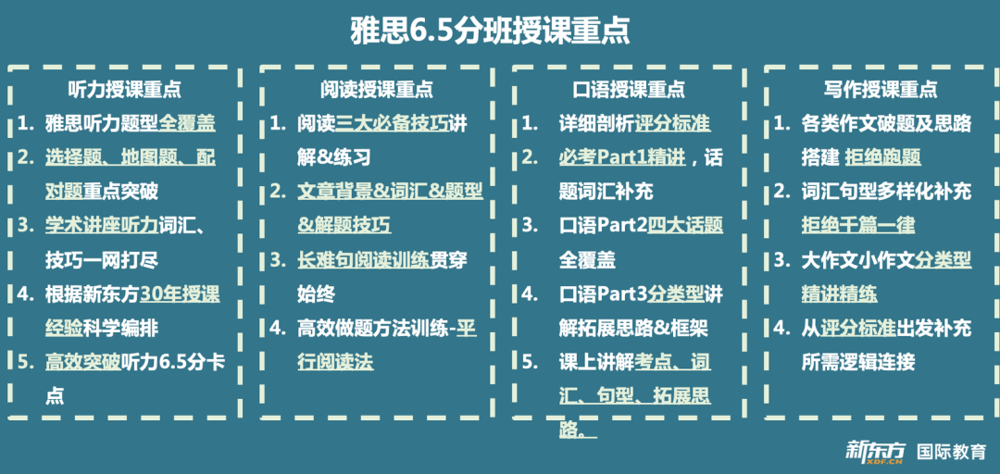 雅思6.5分班授课重点
听力授课重点
1. 雅思听力题型全覆盖
2. 选择题、地图题、配
对题重点突破
3. 学术讲座听力词汇、
技巧一网打尽
4. 根据新东方30年授课
经验科学编排
5. 高效突破听力6.5分卡
点
阅读授课重点
1. 阅读三大必备技巧讲
解&练习
2. 文章背景&词汇&题型
&解题技巧
3. 长难句阅读训练贯穿
始终
4. 高效做题方法训练-平
行阅读法
口语授课重点
1. 详细剖析评分标准
2. 必考Part1精讲，话
题词汇补充
3. 口语Part2四大话题
全覆盖
4. 口语Part3分类型讲
解拓展思路&框架
5. 课上讲解考点、词
汇、句型、拓展思
路。
写作授课重点
1. 各类作文破题及思路
搭建 拒绝跑题
2. 词汇句型多样化补充
拒绝千篇一律
3. 大作文小作文分类型
精讲精练
4. 从评分标准出发补充
所需逻辑连接
新东方 国际教育
XDF.CN